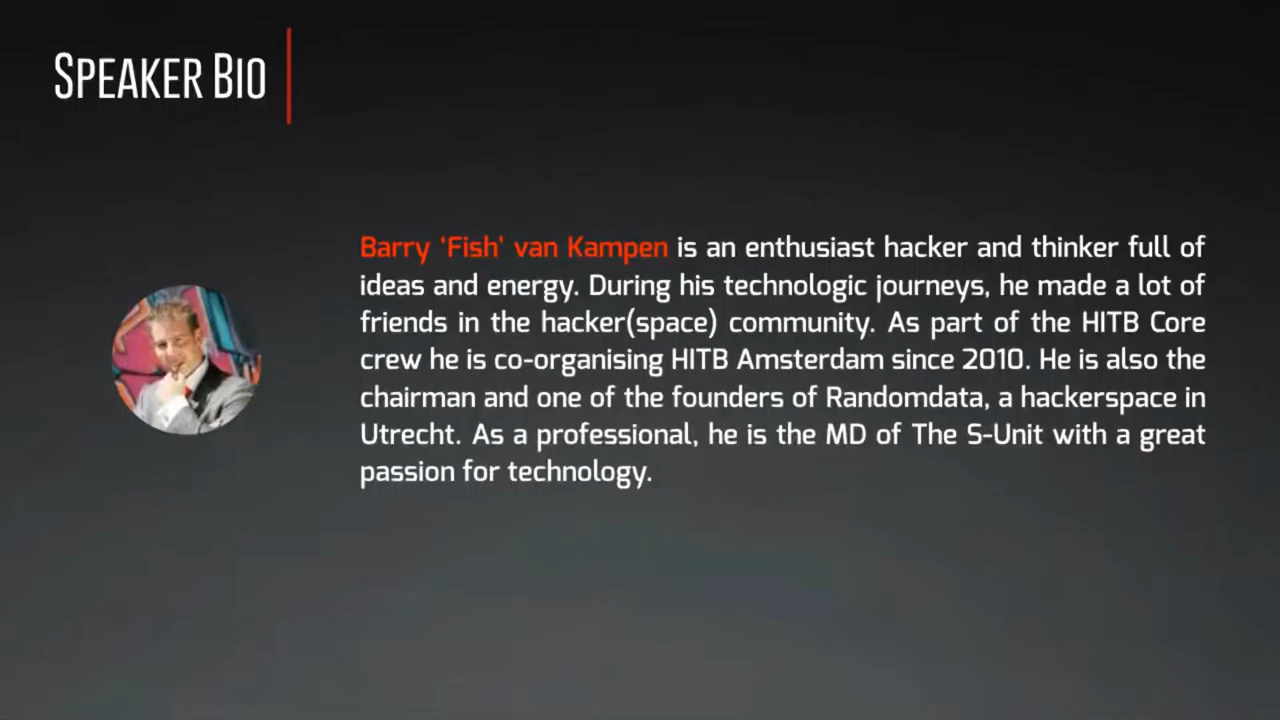 SPEAKER BIO
Barry ‘Fish’ van Kampen is an enthusiast hacker and thinker full of
ideas and energy. During his technologic journeys, he made a lot of
friends in the hacker(space) community. As part of the HITB Core
crew he is co-organising HITB Amsterdam since 2010. He is also the
chairman and one of the founders of Randomdata, a hackerspace in
Utrecht. As a professional, he is the MD of The S-Unit with a great
passion for technology.